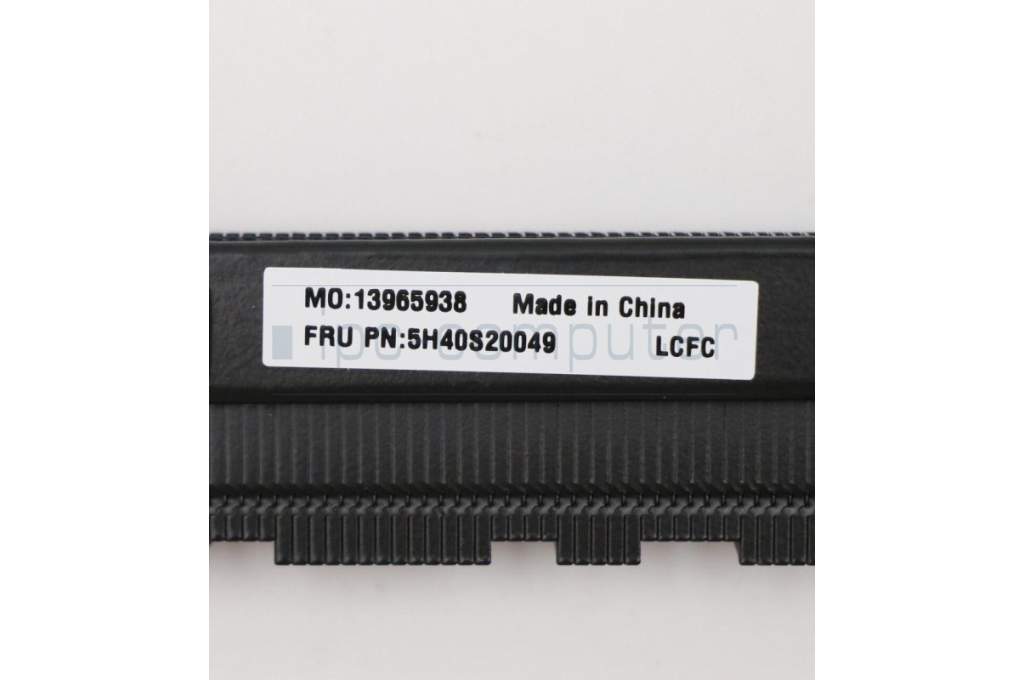 MO:13965938 Made in China
FRU PN:5H40S20049 LCFC
ipc-computer